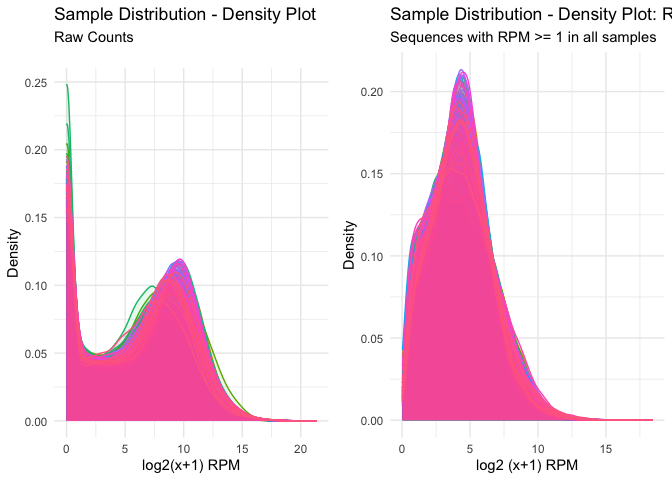 Sample Distribution - Density Plot
Raw Counts
Density
0.25
0.20
0.15
0.10
0.05
0.00
0
5
10
15
20
log2(x+1) RPM
Sample Distribution - Density Plot: R
Sequences with RPM >= 1 in all samples
Density
0.20
0.15
0.10
0.05
0.00
0
5
10
15
log2 (x+1) RPM